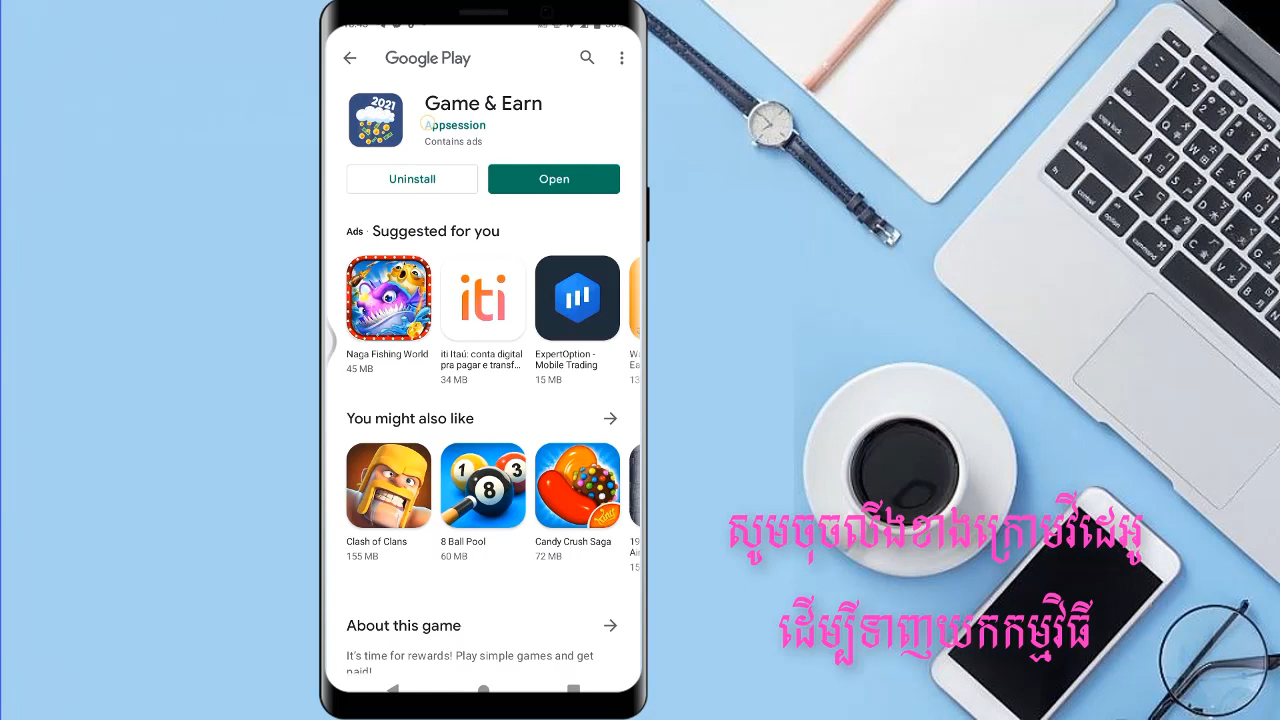 Google Play
2021
Game & Earn
Appsession
Contains ads
Uninstall
Open
Ads · Suggested for you
Naga Fishing World
45 MB
iti Itaú: conta digital
pra pagar e transf...
34 MB
iti
ExpertOption -
Mobile Trading
15 MB
You might also like
Clash of Clans
155 MB
8 Ball Pool
60 MB
Candy Crush Saga
72 MB
About this game
It's time for rewards! Play simple games and get
paid!
សូមចុចលីងខាងក្រោមវីដេអូ
ដើម្បីទាញយកកម្មវិធី